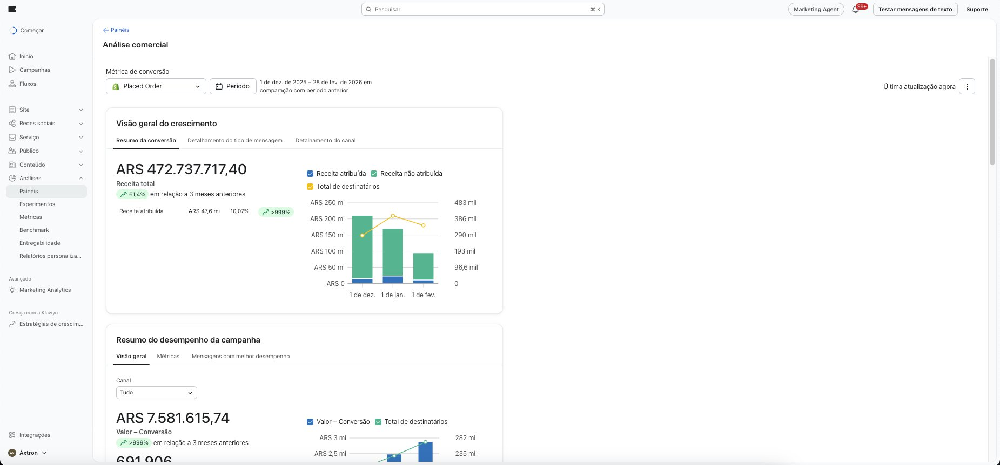 Pesquisar
⌘ K
Marketing Agent
99+
Testar mensagens de texto
Suporte
Começar
Início
Campanhas
Fluxos
Site
Redes sociais
Serviço
Público
Conteúdo
Análises
Painéis
Experimentos
Métricas
Benchmark
Entregabilidade
Relatórios personaliza...
Avançado
Marketing Analytics
Cresça com a Klaviyo
Estratégias de crescim...
Integrações
AX
Axtron
← Painéis
Análise comercial
Métrica de conversão
Placed Order
Período
1 de dez. de 2025 – 28 de fev. de 2026 em
comparação com período anterior
Última atualização agora
Visão geral do crescimento
Resumo da conversão
Detalhamento do tipo de mensagem
Detalhamento do canal
ARS 472.737.717,40
Receita total
61,4% em relação a 3 meses anteriores
Receita atribuída ARS 47,6 mi 10,07% >999%
Receita atribuída Receita não atribuída
Total de destinatários
ARS 250 mi 483 mil
ARS 200 mi 386 mil
ARS 150 mi 290 mil
ARS 100 mi 193 mil
ARS 50 mi 96,6 mil
ARS 0 0
1 de dez. 1 de jan. 1 de fev.
Resumo do desempenho da campanha
Visão geral
Métricas
Mensagens com melhor desempenho
Canal
Tudo
ARS 7.581.615,74
Valor – Conversão
>999% em relação a 3 meses anteriores
691.906
Valor – Conversão Total de destinatários
ARS 3 mi 282 mil
ARS 2,5 mi 235 mil